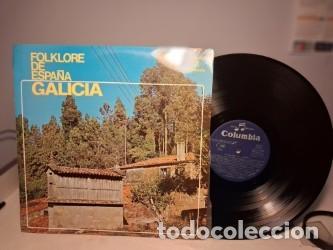 FOLKLORE
DE
ESPAÑA
GALICIA
Columbia
todocoleccion